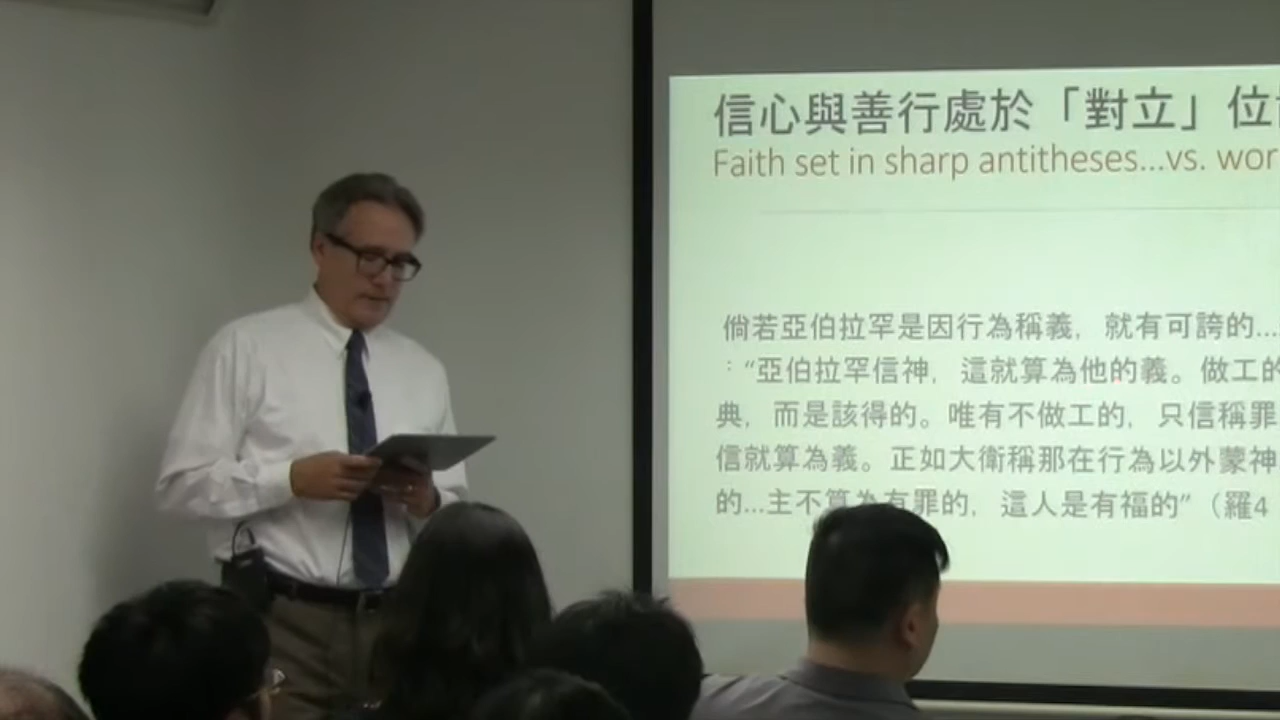 信心與善行處於「對立」位
Faith set in sharp antitheses...vs. wor
倘若亞伯拉罕是因行為稱義，就有可誇的...
：“亞伯拉罕信神，這就算為他的義。做工的
典，而是該得的。唯有不做工的，只信稱罪
信就算為義。正如大衛稱那在行為以外蒙神
的...主不算為有罪的，這人是有福的”（羅4